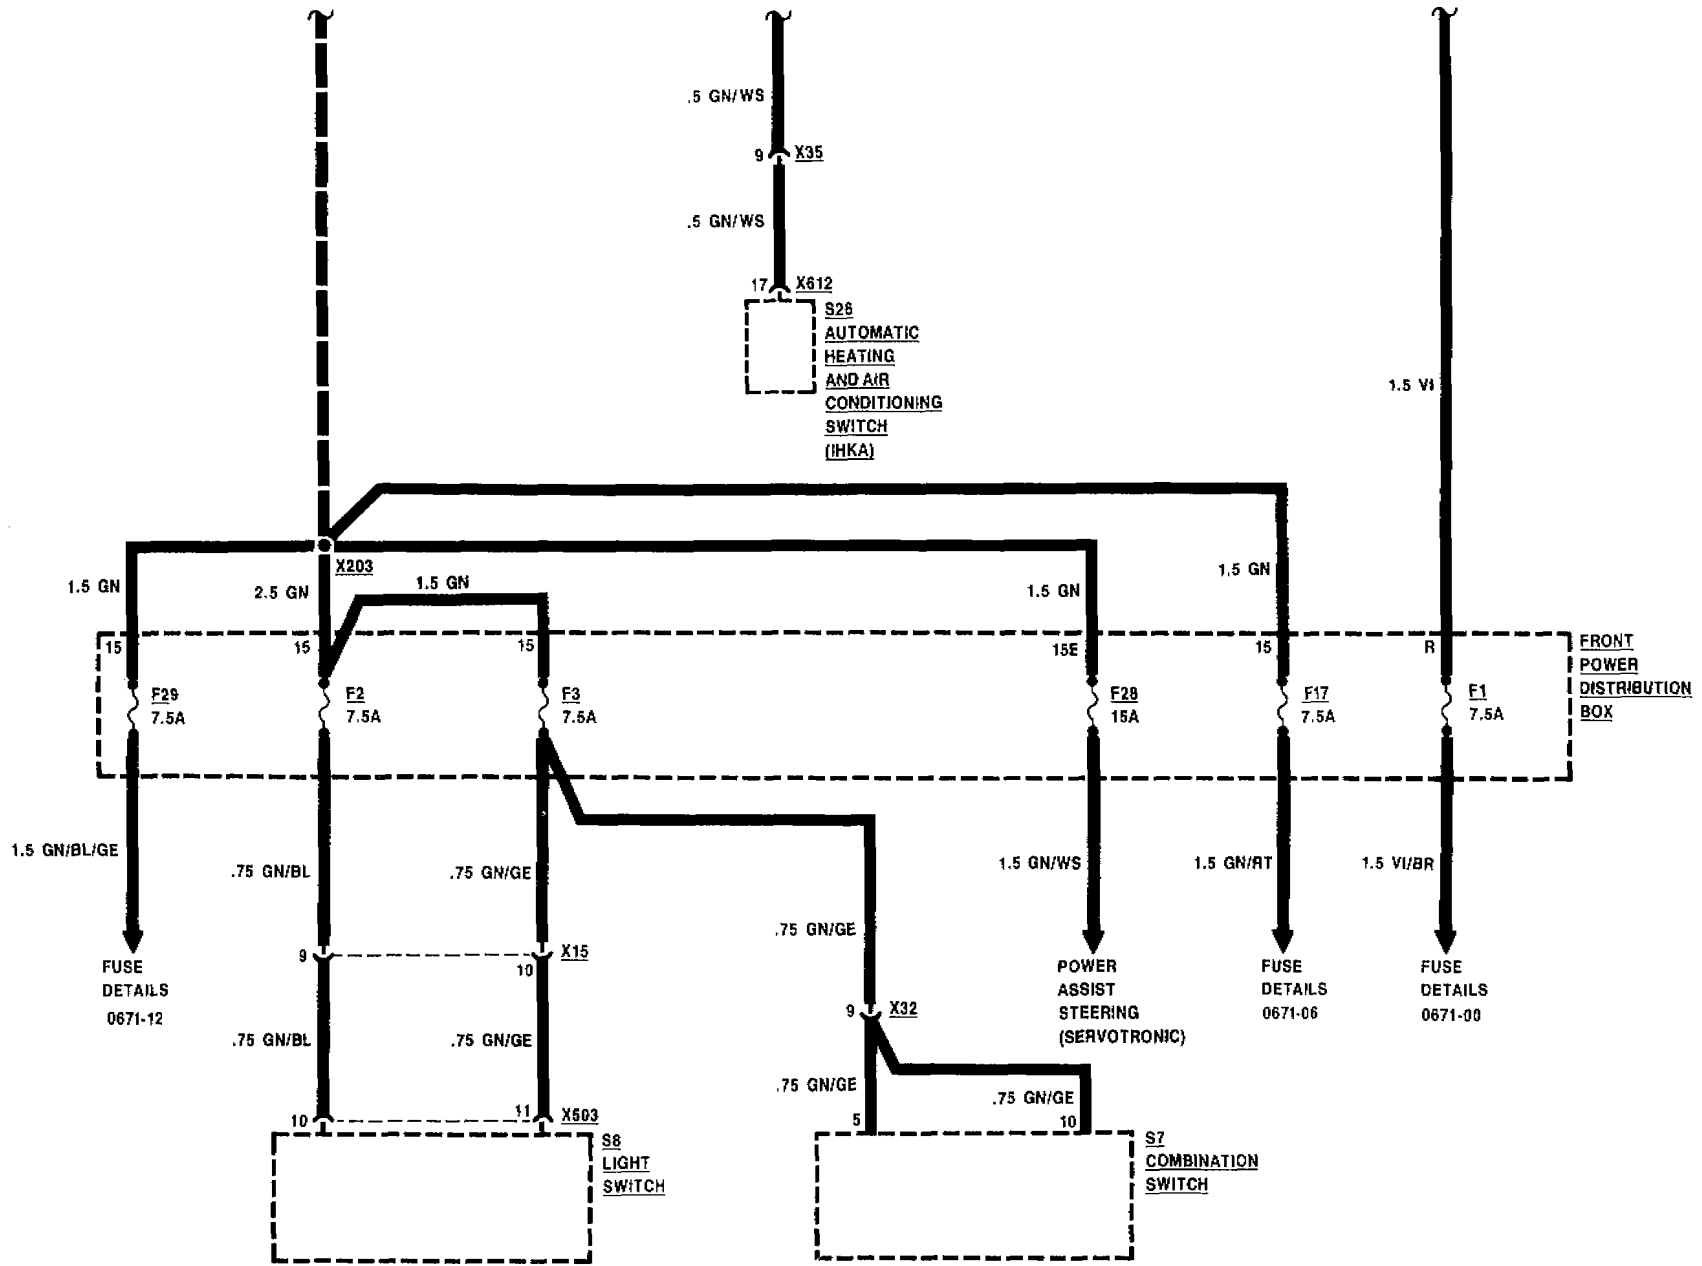 .5 GN/WS
9 X35
.5 GN/WS
17 X612
S26
AUTOMATIC
HEATING
AND AIR
CONDITIONING
SWITCH
(IHKA)
1.5 VI
X203
1.5 GN
2.5 GN
1.5 GN
1.5 GN
1.5 GN
15
15
15
15E
15
R
FRONT
POWER
DISTRIBUTION
BOX
F29
7.5A
F2
7.5A
F3
7.5A
F28
15A
F17
7.5A
F1
7.5A
1.5 GN/BL/GE
.75 GN/BL
.75 GN/GE
1.5 GN/WS
1.5 GN/RT
1.5 VI/BR
.75 GN/GE
9
10
X15
FUSE
DETAILS
0671-12
POWER
ASSIST
STEERING
(SERVOTRONIC)
FUSE
DETAILS
0671-06
FUSE
DETAILS
0671-00
9 X32
.75 GN/BL
.75 GN/GE
.75 GN/GE
.75 GN/GE
10
11
X503
5
10
S8
LIGHT
SWITCH
S7
COMBINATION
SWITCH